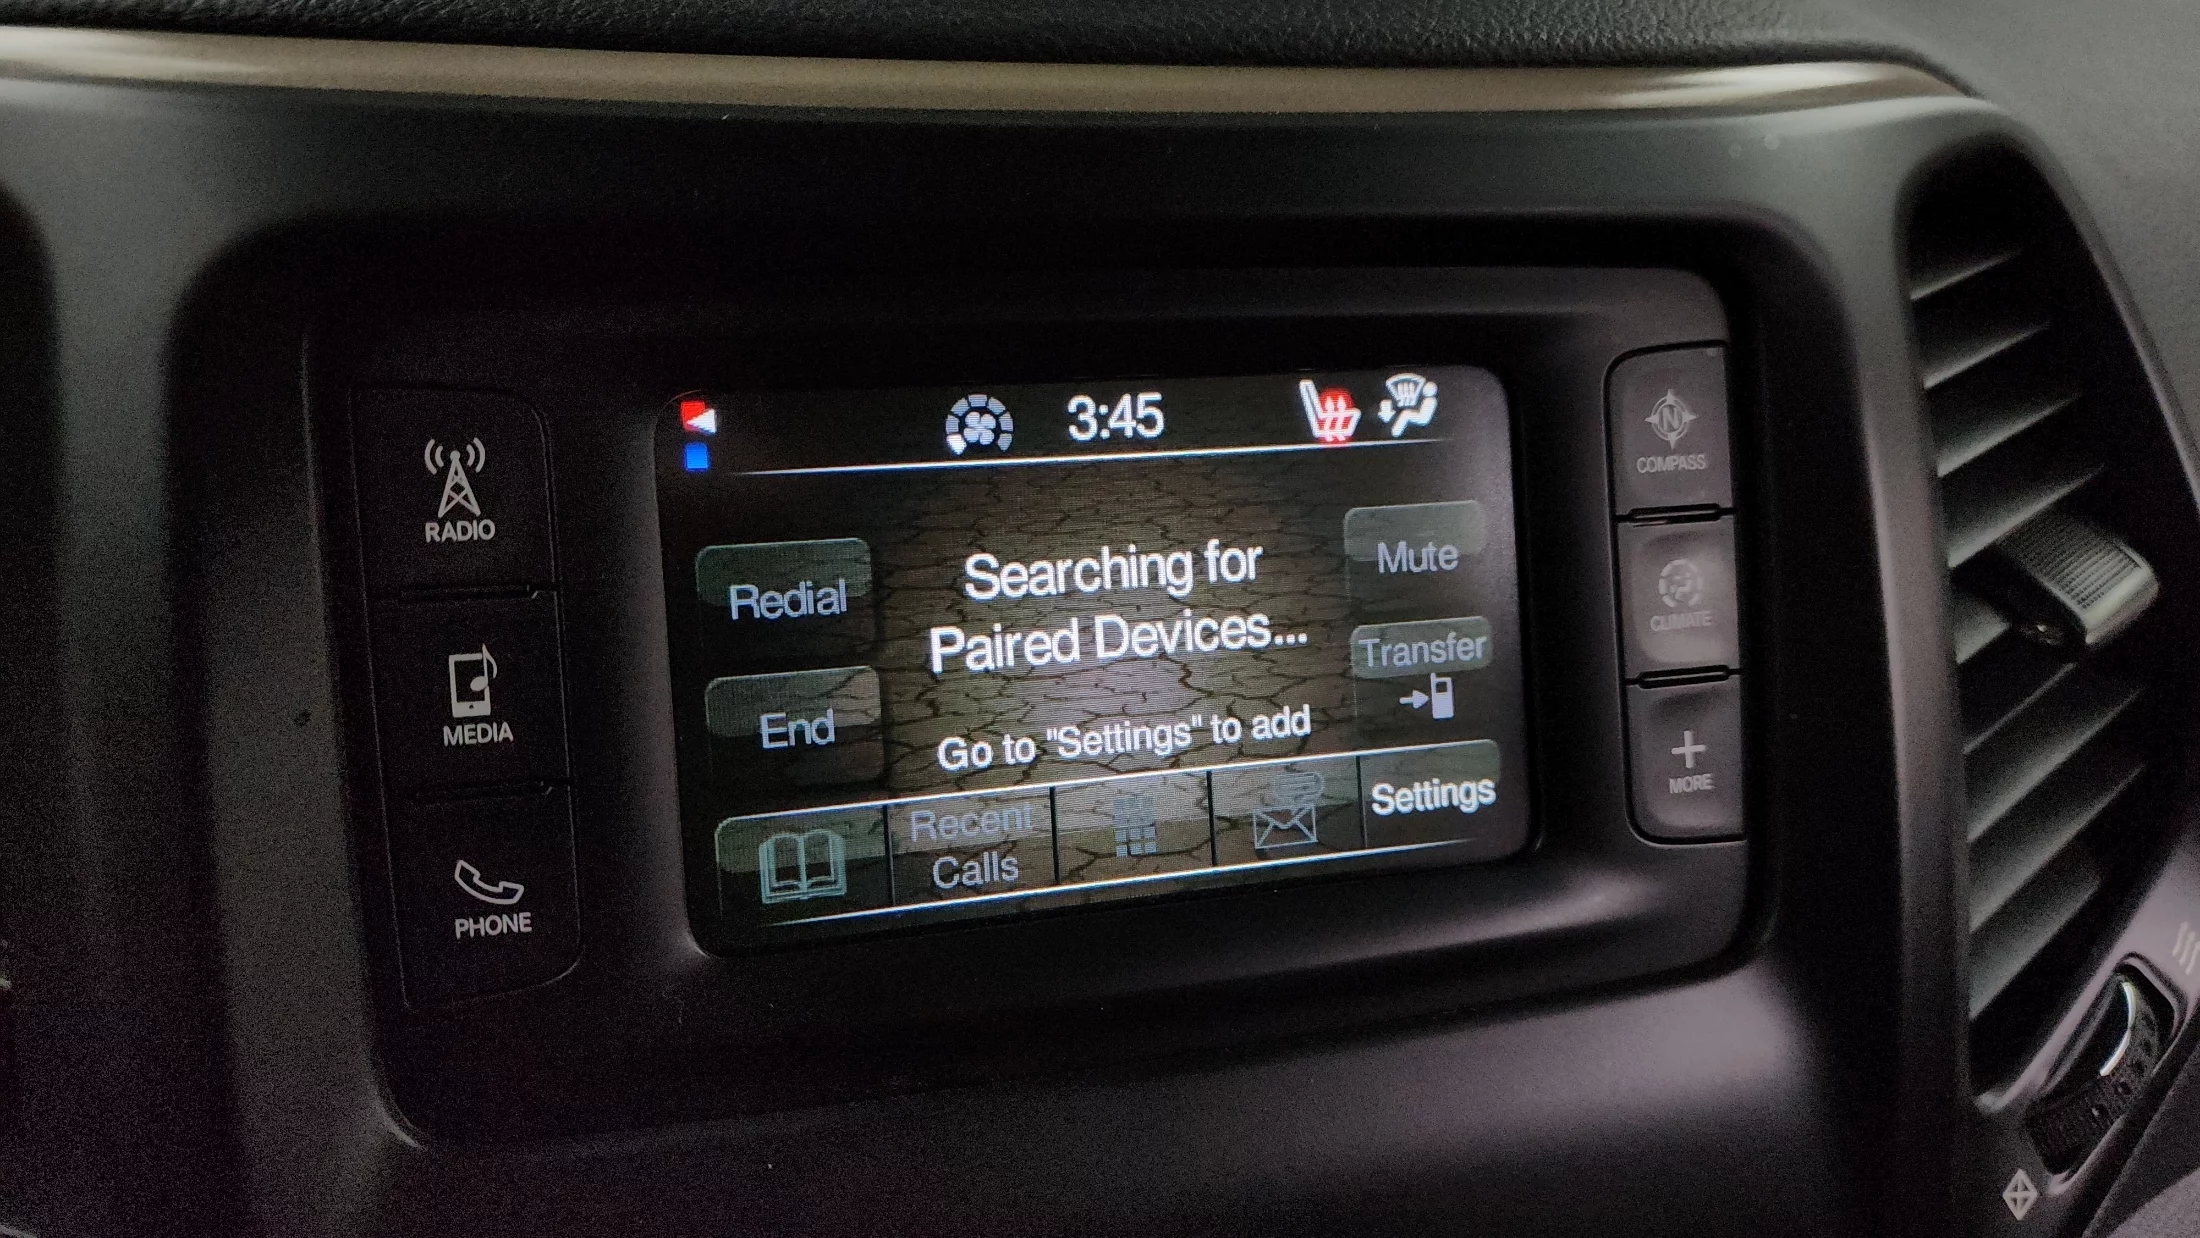 3:45
RADIO
MEDIA
PHONE
Redial
End
Searching for
Paired Devices...
Go to "Settings" to add
Mute
Transfer
Recent
Calls
Settings
N
COMPASS
CLIMATE
MORE